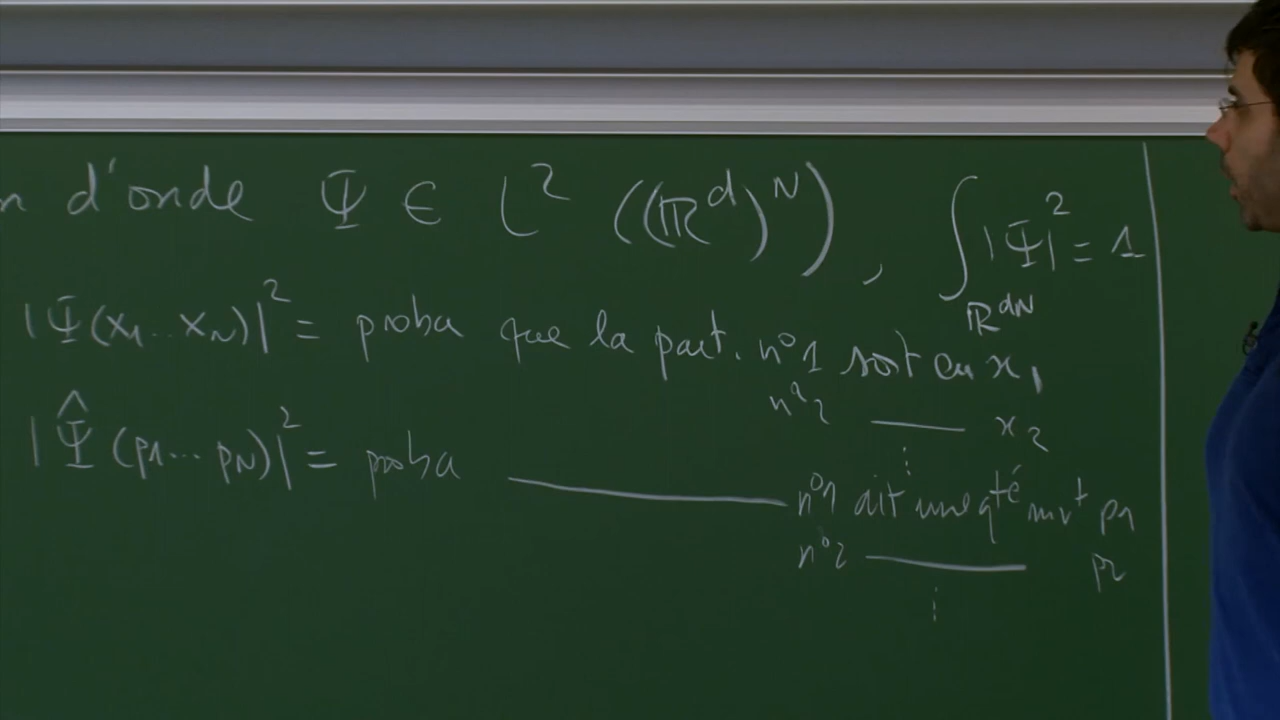 n d'onde Ψ ∈ L² ((ℝᵈ)ᴺ), ∫_{ℝ^{dN}} |Ψ|² = 1
|Ψ(x₁...x_N)|² = proba que la part. n°1 soit en x₁
n°2 —— x₂
⋮
|Ψ̂(p₁...p_N)|² = proba —— n°1 ait une qté mvt p₁
n°2 —— p₂
⋮